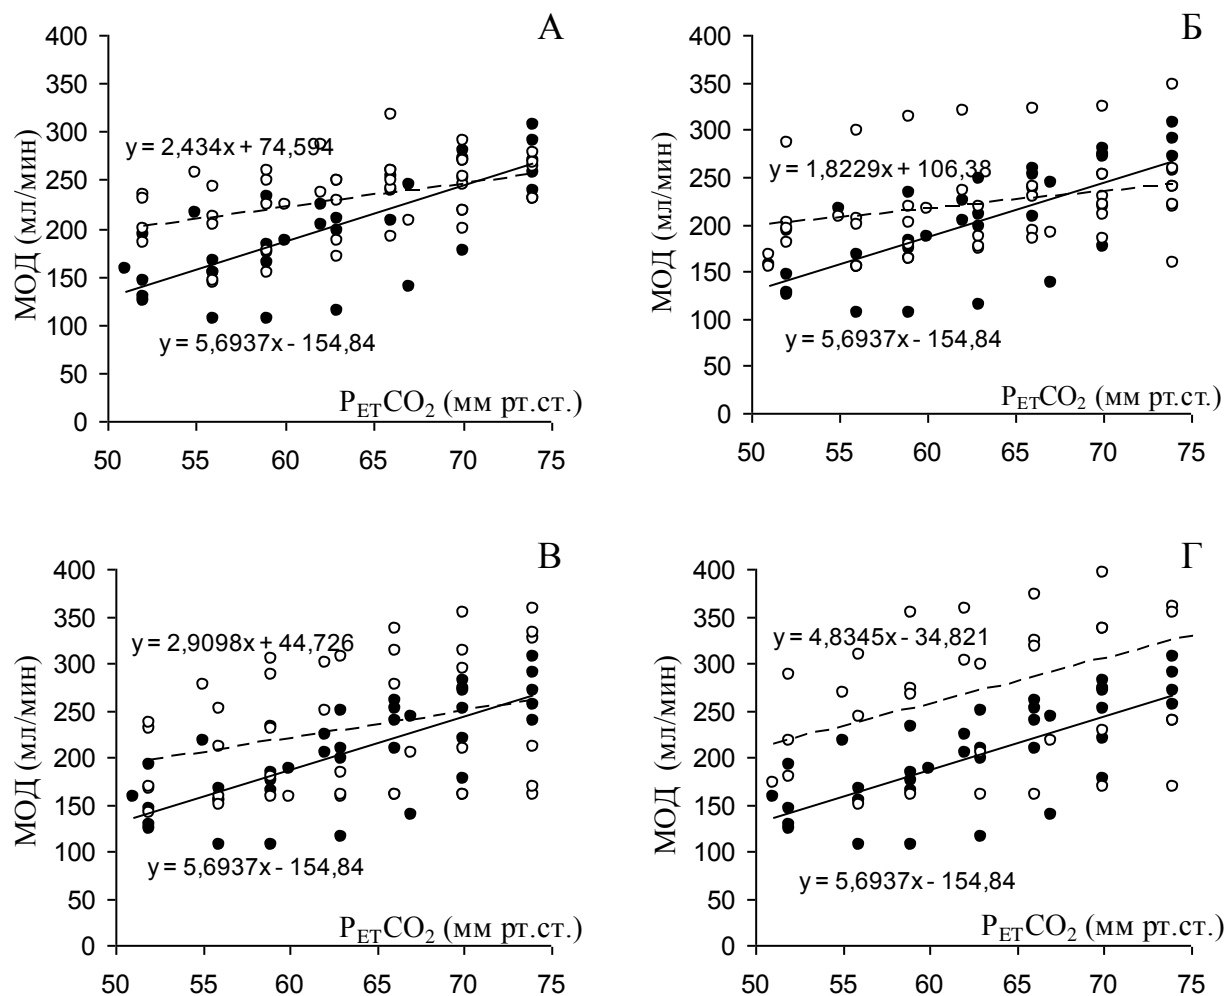 А
400
350
300
250
200
150
100
50
0
МОД (мл/мин)
y = 2,434x + 74,594
y = 5,6937x - 154,84
PETCO2 (мм рт.ст.)
50 55 60 65 70 75
Б
400
350
300
250
200
150
100
50
0
МОД (мл/мин)
y = 1,8229x + 106,38
y = 5,6937x - 154,84
PETCO2 (мм рт.ст.)
50 55 60 65 70 75
В
400
350
300
250
200
150
100
50
0
МОД (мл/мин)
y = 2,9098x + 44,726
y = 5,6937x - 154,84
PETCO2 (мм рт.ст.)
50 55 60 65 70 75
Г
400
350
300
250
200
150
100
50
0
МОД (мл/мин)
y = 4,8345x - 34,821
y = 5,6937x - 154,84
PETCO2 (мм рт.ст.)
50 55 60 65 70 75